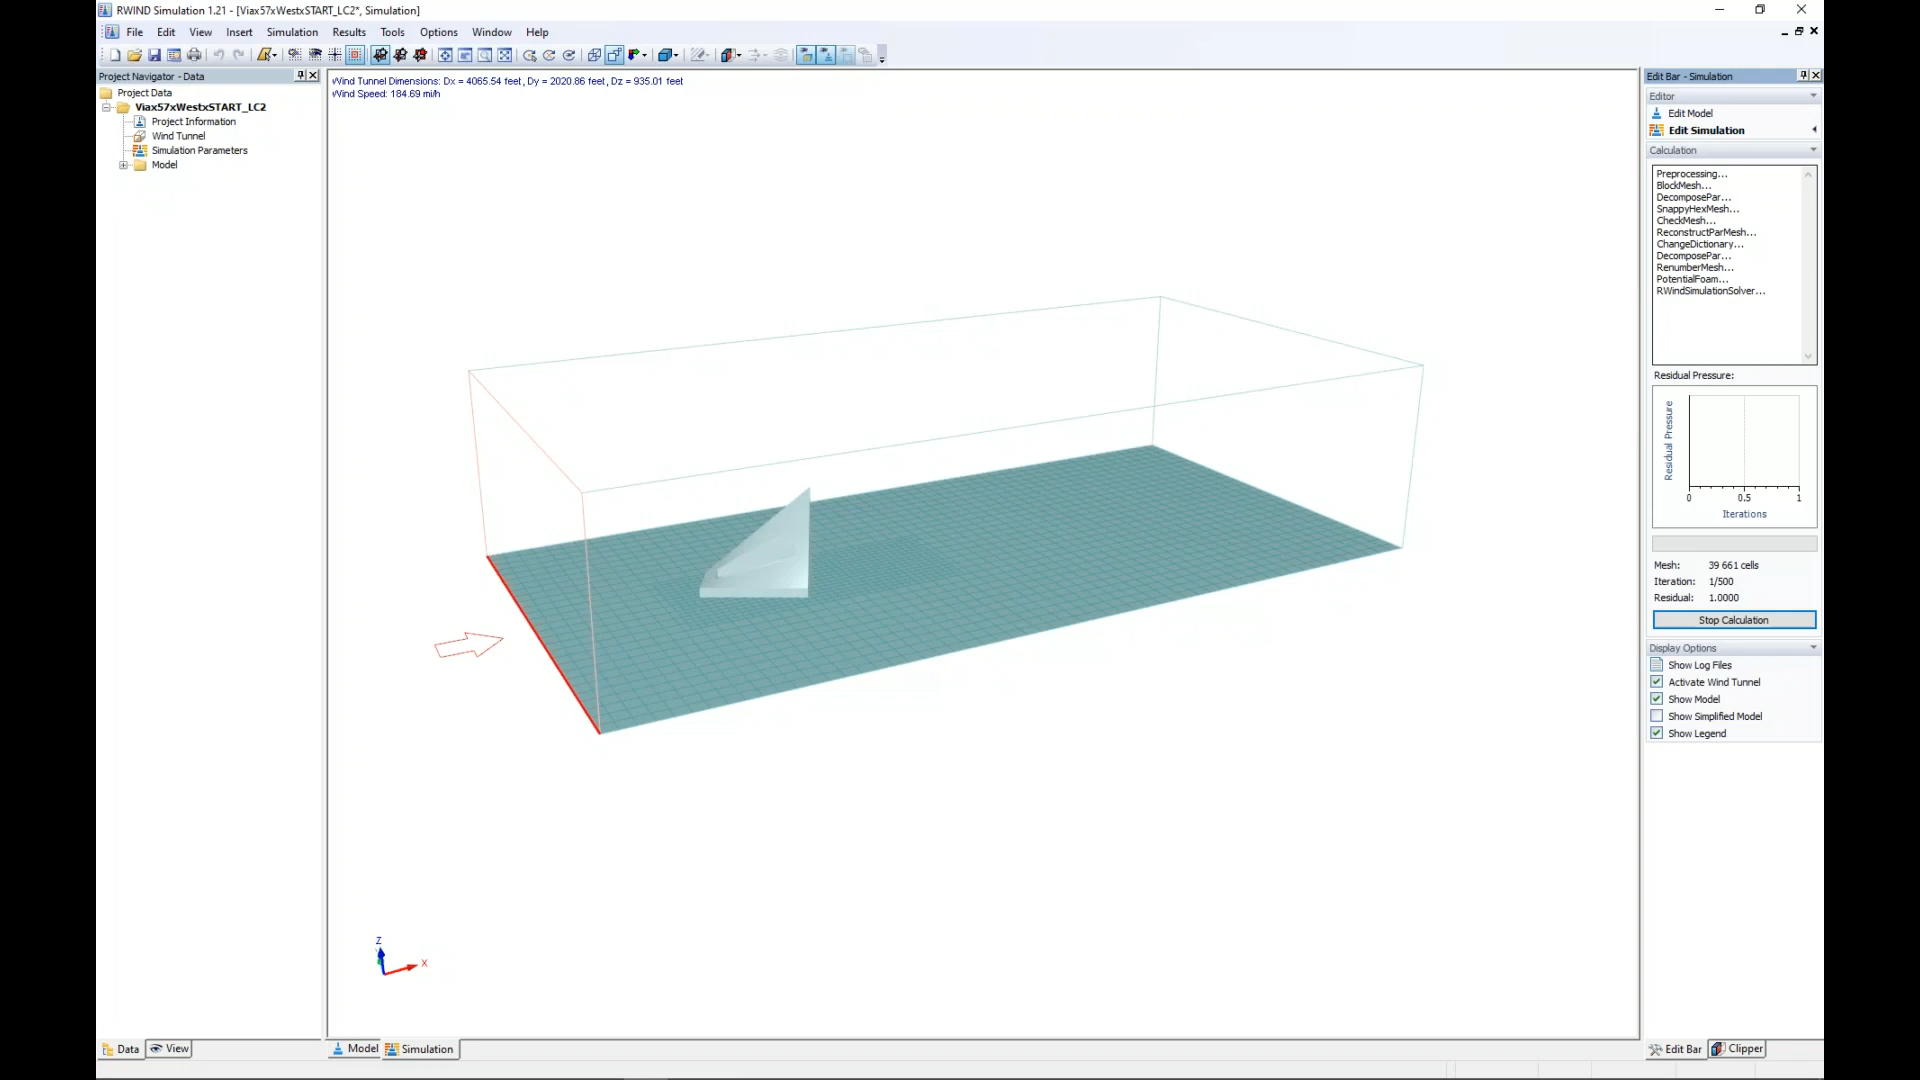 RWIND Simulation 1.21 - [Viax57xWestxSTART_LC2*, Simulation]
File Edit View Insert Simulation Results Tools Options Window Help
Project Navigator - Data
Project Data
Viax57xWestxSTART_LC2
Project Information
Wind Tunnel
Simulation Parameters
Model
Wind Tunnel Dimensions: Dx = 4065.54 feet, Dy = 2020.86 feet, Dz = 935.01 feet
Wind Speed: 184.69 mi/h
Z
X
Edit Bar - Simulation
Editor
Edit Model
Edit Simulation
Calculation
Preprocessing...
BlockMesh...
DecomposePar...
SnappyHexMesh...
CheckMesh...
ReconstructParMesh...
ChangeDictionary...
DecomposePar...
RenumberMesh...
PotentialFoam...
RWindSimulationSolver...
Residual Pressure:
Residual Pressure
0 0.5 1
Iterations
Mesh: 39 661 cells
Iteration: 1/500
Residual: 1.0000
Stop Calculation
Display Options
Show Log Files
Activate Wind Tunnel
Show Model
Show Simplified Model
Show Legend
Data View
Model Simulation
Edit Bar Clipper